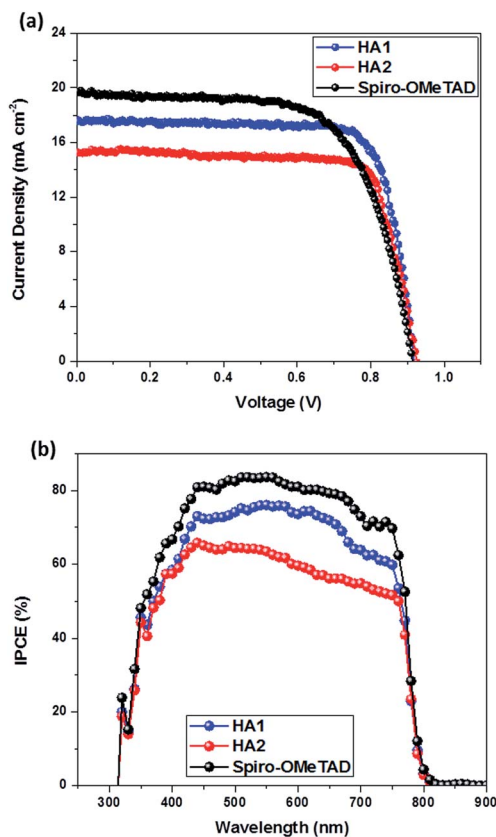 (a)
24
20
16
12
8
4
0
Current Density (mA cm⁻²)
HA1
HA2
Spiro-OMeTAD
0.0 0.2 0.4 0.6 0.8 1.0
Voltage (V)
(b)
80
60
40
20
0
IPCE (%)
HA1
HA2
Spiro-OMeTAD
300 400 500 600 700 800 900
Wavelength (nm)